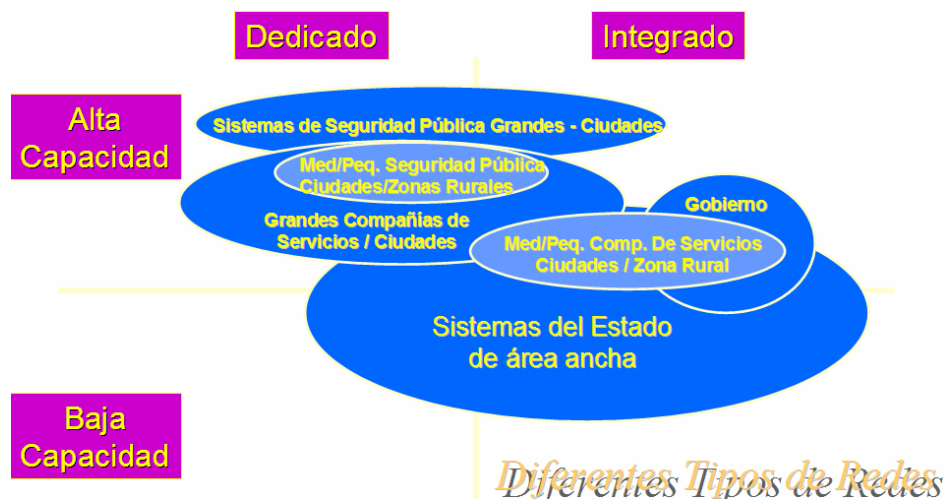 Dedicado
Integrado
Alta
Capacidad
Sistemas de Seguridad Pública Grandes - Ciudades
Med/Peq. Seguridad Pública
Ciudades/Zonas Rurales
Grandes Compañías de
Servicios / Ciudades
Gobierno
Med/Peq. Comp. De Servicios
Ciudades / Zona Rural
Sistemas del Estado
de área ancha
Baja
Capacidad
Diferentes Tipos de Redes